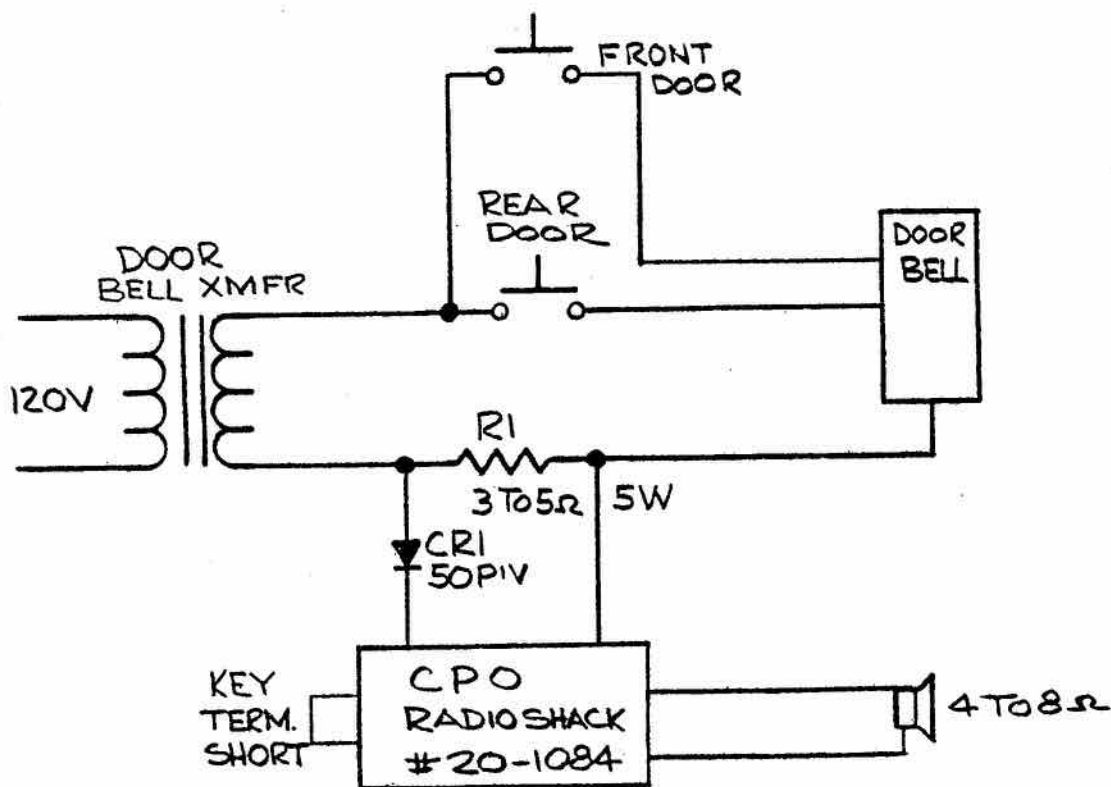 FRONT
DOOR
REAR
DOOR
DOOR
BELL
DOOR
BELL XMFR
120V
R1
3 TO 5Ω
5W
CR1
50PIV
KEY
TERM.
SHORT
CPO
RADIO SHACK
#20-1084
4 TO 8Ω